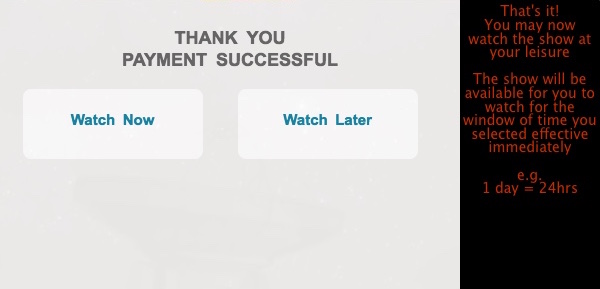 THANK YOU
PAYMENT SUCCESSFUL
Watch Now
Watch Later
That's it!
You may now
watch the show at
your leisure
The show will be
available for you to
watch for the
window of time you
selected effective
immediately
e.g.
1 day = 24hrs